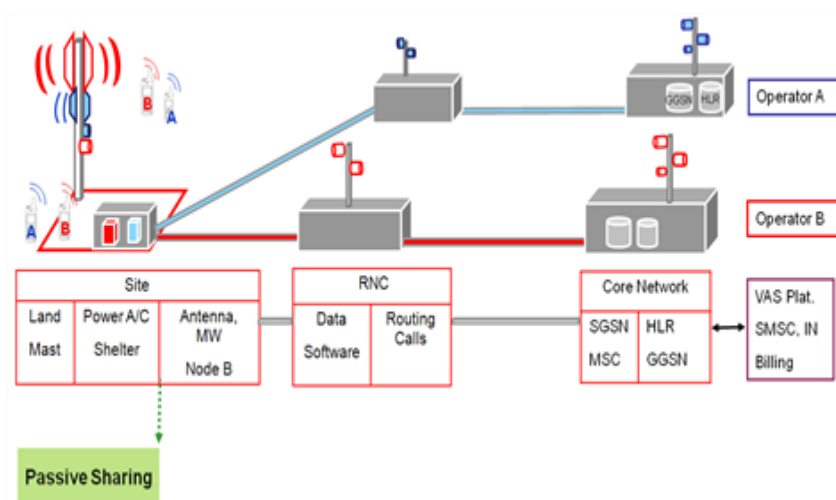 B
A
GGSN
HLR
Operator A
A
B
Operator B
Site
Land
Mast
Power A/C
Shelter
Antenna,
MW
Node B
RNC
Data
Software
Routing
Calls
Core Network
SGSN
MSC
HLR
GGSN
VAS Plat.
SMSC, IN
Billing
Passive Sharing